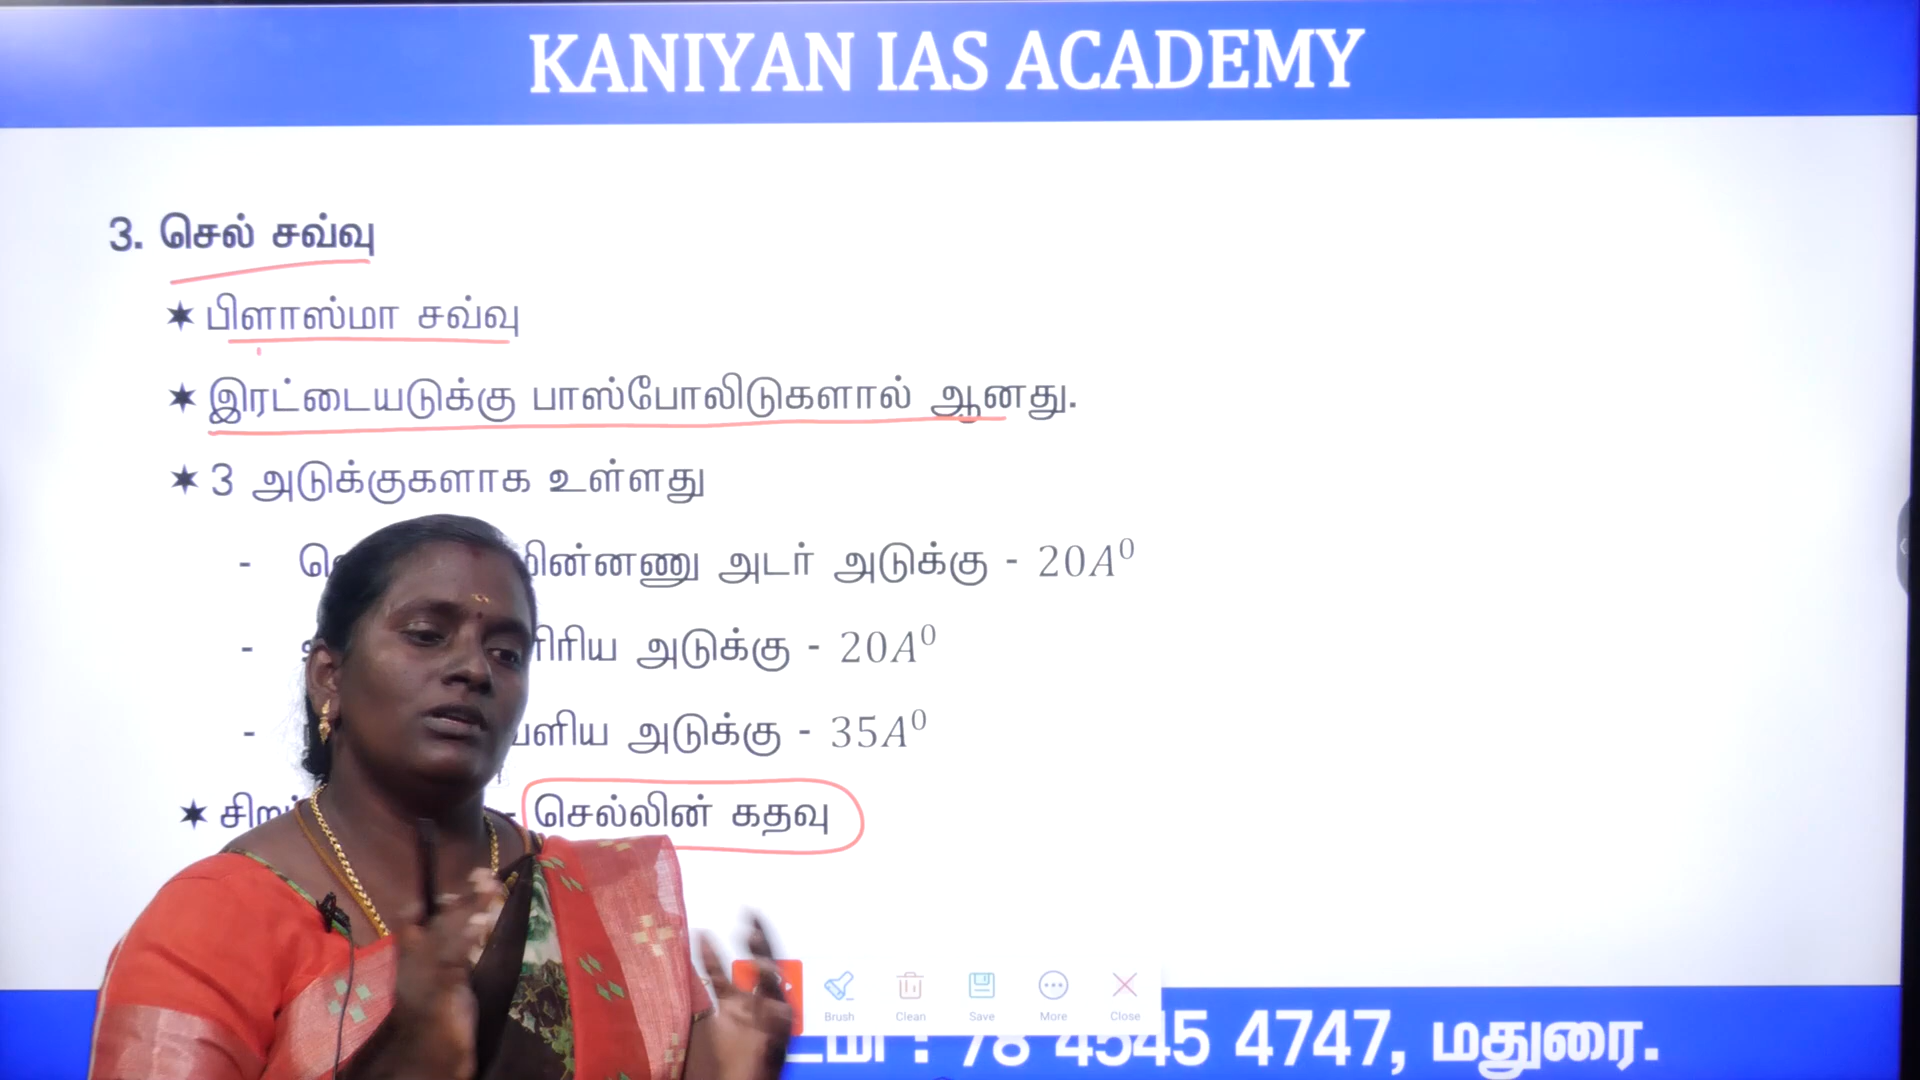 KANIYAN IAS ACADEMY
3. செல் சவ்வு
✶ பிளாஸ்மா சவ்வு
✶ இரட்டையடுக்கு பாஸ்போலிடுகளால் ஆனது.
✶ 3 அடுக்குகளாக உள்ளது
- அடர் அடுக்கு - 20A⁰
- அடுக்கு - 20A⁰
- அடுக்கு - 35A⁰
✶ செல்லின் கதவு
Brush Clean Save More Close
: 78 4545 4747, மதுரை.